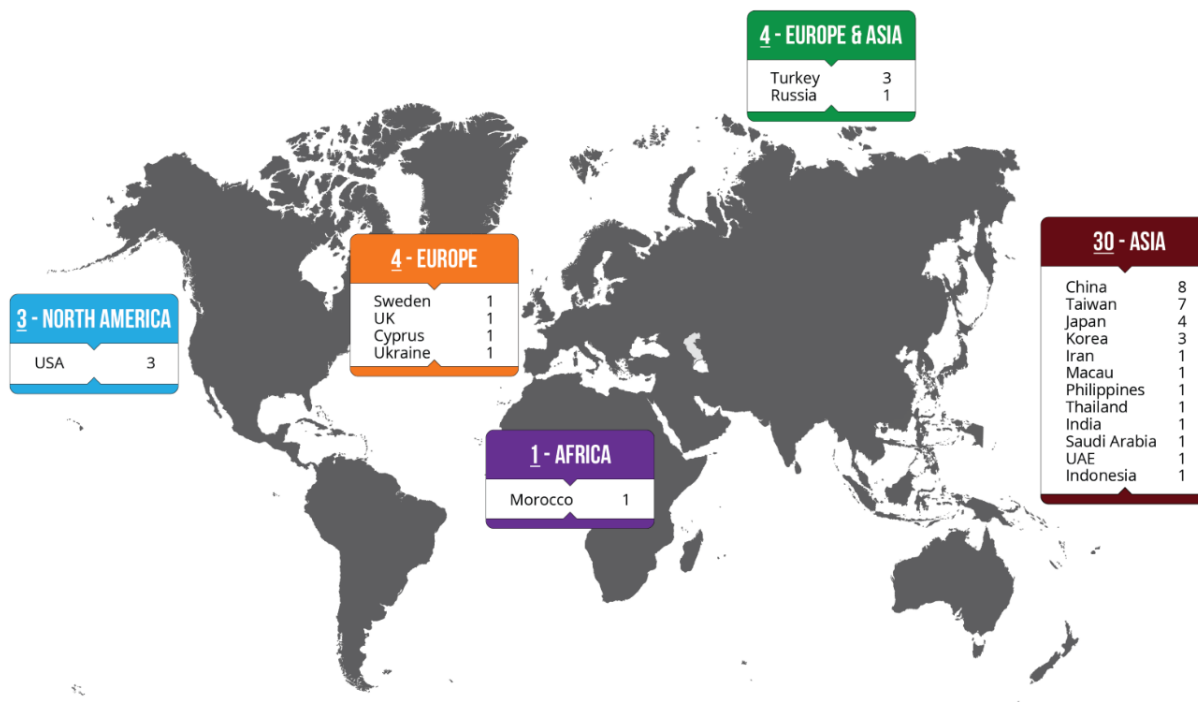 4 - EUROPE & ASIA
Turkey 3
Russia 1
4 - EUROPE
Sweden 1
UK 1
Cyprus 1
Ukraine 1
3 - NORTH AMERICA
USA 3
30 - ASIA
China 8
Taiwan 7
Japan 4
Korea 3
Iran 1
Macau 1
Philippines 1
Thailand 1
India 1
Saudi Arabia 1
UAE 1
Indonesia 1
1 - AFRICA
Morocco 1